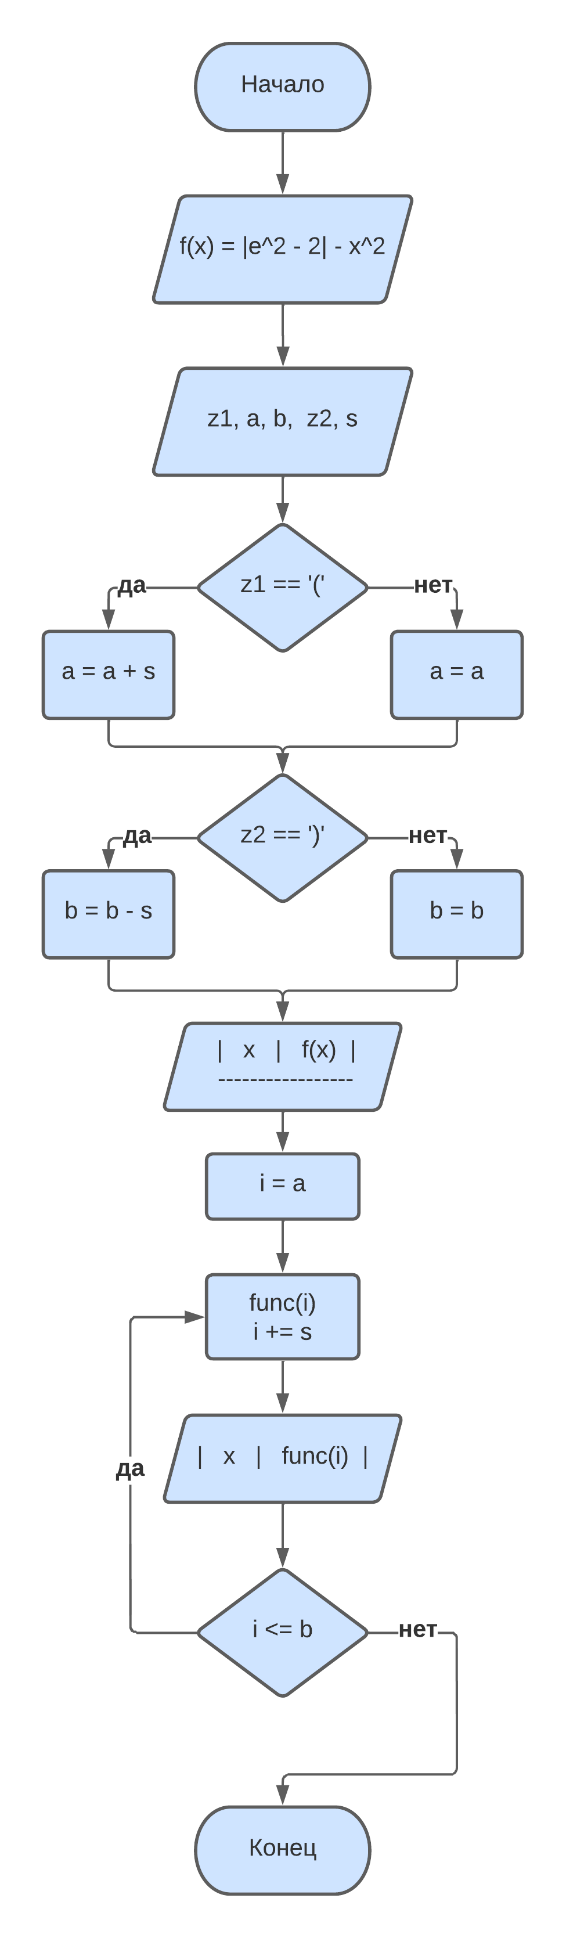 Начало
f(x) = |e^2 - 2| - x^2
z1, a, b,  z2, s
z1 == '('
да
нет
a = a + s
a = a
z2 == ')'
да
нет
b = b - s
b = b
|   x   |   f(x)  |
-----------------
i = a
func(i)
i += s
|   x   |   func(i)  |
да
i <= b
нет
Конец